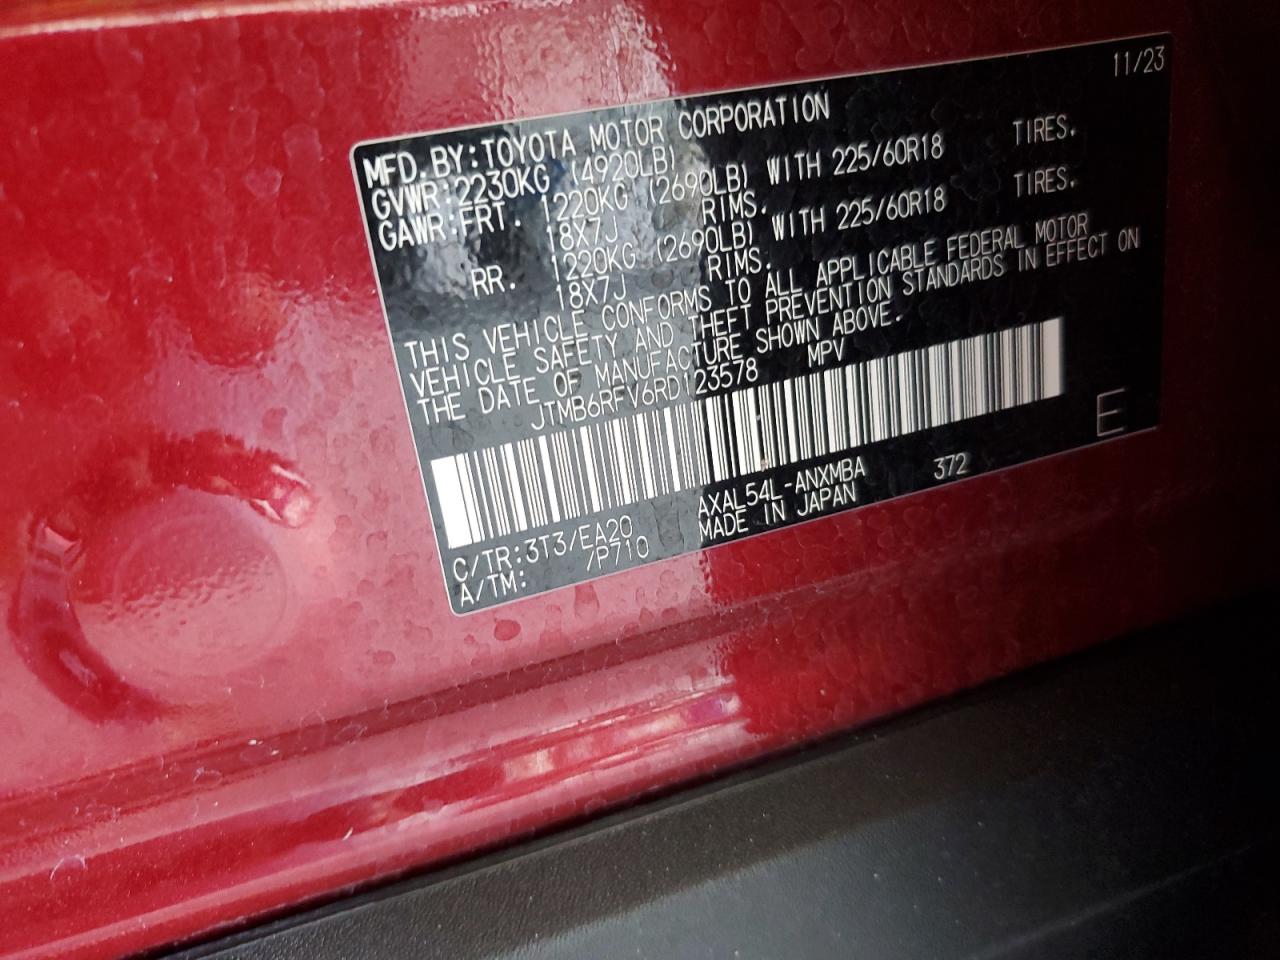 11/23
MFD.BY:TOYOTA MOTOR CORPORATION
GVWR:2230KG (4920LB)
GAWR:FRT. 1220KG (2690LB) WITH 225/60R18 TIRES.
18X7J RIMS.
RR. 1220KG (2690LB) WITH 225/60R18 TIRES.
18X7J RIMS.
THIS VEHICLE CONFORMS TO ALL APPLICABLE FEDERAL MOTOR
VEHICLE SAFETY AND THEFT PREVENTION STANDARDS IN EFFECT ON
THE DATE OF MANUFACTURE SHOWN ABOVE.
JTMB6RFV6RD123578 MPV
E
C/TR:3T3/EA20 AXAL54L-ANXMBA 372
A/TM: /P710 MADE IN JAPAN